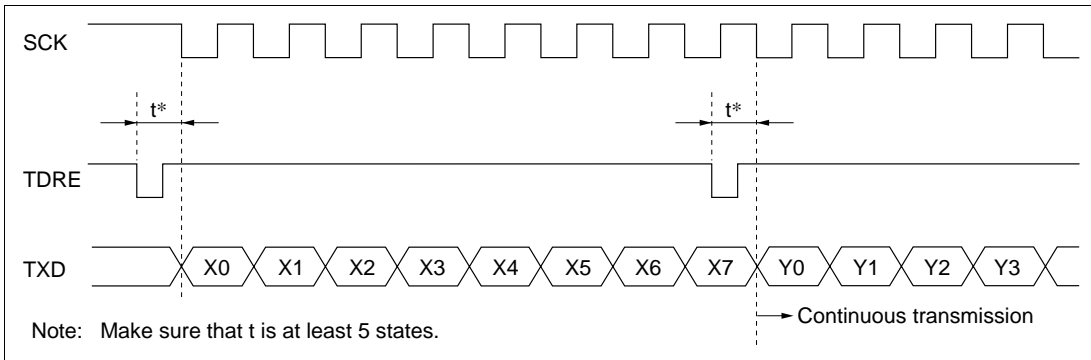 SCK
t*
t*
TDRE
TXD
X0 X1 X2 X3 X4 X5 X6 X7 Y0 Y1 Y2 Y3
Continuous transmission
Note: Make sure that t is at least 5 states.